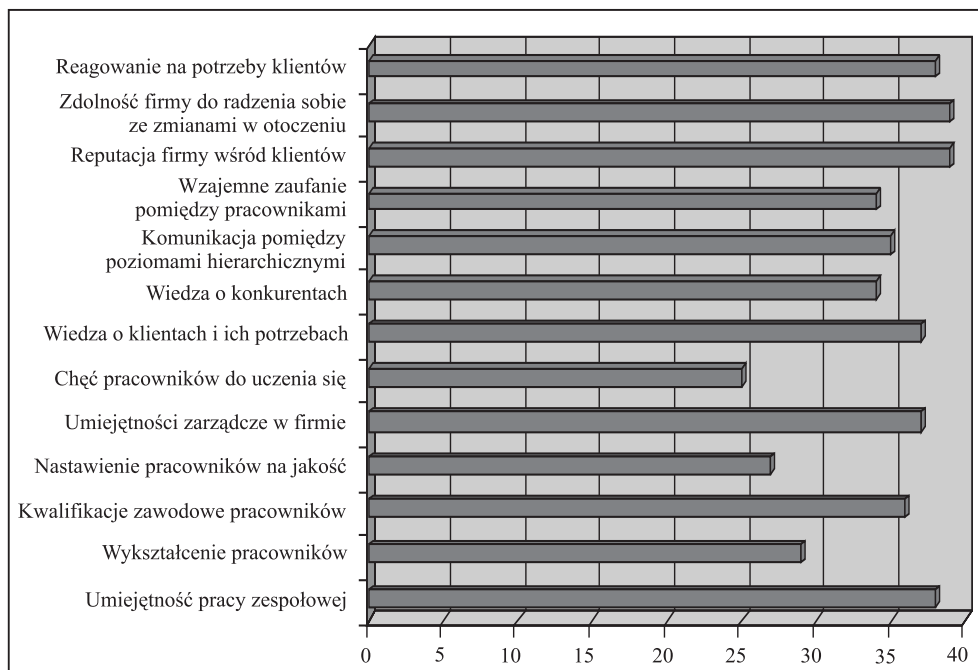 Reagowanie na potrzeby klientów
Zdolność firmy do radzenia sobie
ze zmianami w otoczeniu
Reputacja firmy wśród klientów
Wzajemne zaufanie
pomiędzy pracownikami
Komunikacja pomiędzy
poziomami hierarchicznymi
Wiedza o konkurentach
Wiedza o klientach i ich potrzebach
Chęć pracowników do uczenia się
Umiejętności zarządcze w firmie
Nastawienie pracowników na jakość
Kwalifikacje zawodowe pracowników
Wykształcenie pracowników
Umiejętność pracy zespołowej
0 5 10 15 20 25 30 35 40